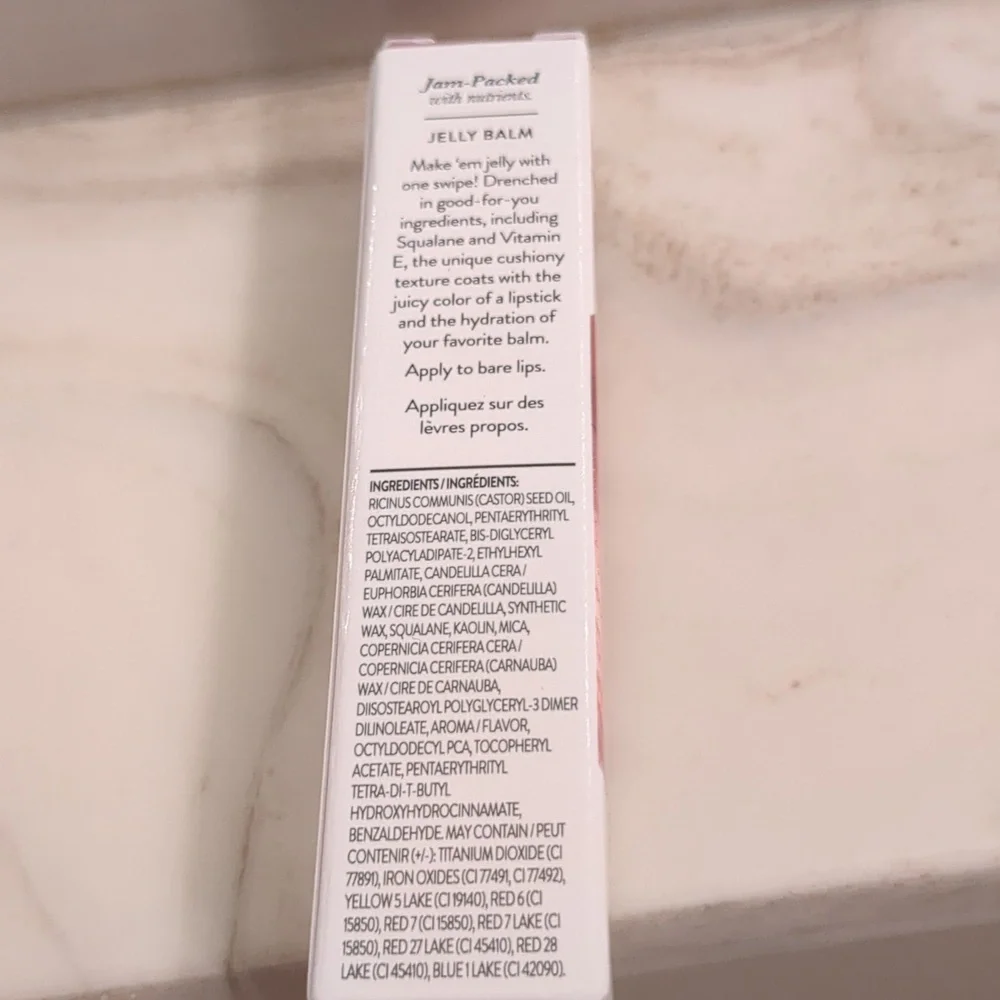 Jam-Packed
with nutrients.
JELLY BALM
Make 'em jelly with
one swipe! Drenched
in good-for-you
ingredients, including
Squalane and Vitamin
E, the unique cushiony
texture coats with the
juicy color of a lipstick
and the hydration of
your favorite balm.
Apply to bare lips.
Appliquez sur des
lèvres propos.
INGREDIENTS / INGRÉDIENTS:
RICINUS COMMUNIS (CASTOR) SEED OIL,
OCTYLDODECANOL, PENTAERYTHRITYL
TETRAISOSTEARATE, BIS-DIGLYCERYL
POLYACYLADIPATE-2, ETHYLHEXYL
PALMITATE, CANDELILLA CERA /
EUPHORBIA CERIFERA (CANDELILLA)
WAX / CIRE DE CANDELILLA, SYNTHETIC
WAX, SQUALANE, KAOLIN, MICA,
COPERNICIA CERIFERA CERA /
COPERNICIA CERIFERA (CARNAUBA)
WAX / CIRE DE CARNAUBA,
DIISOSTEAROYL POLYGLYCERYL-3 DIMER
DILINOLEATE, AROMA / FLAVOR,
OCTYLDODECYL PCA, TOCOPHERYL
ACETATE, PENTAERYTHRITYL
TETRA-DI-T-BUTYL
HYDROXYHYDROCINNAMATE,
BENZALDEHYDE. MAY CONTAIN / PEUT
CONTENIR (+/-): TITANIUM DIOXIDE (CI
77891), IRON OXIDES (CI 77491, CI 77492),
YELLOW 5 LAKE (CI 19140), RED 6 (CI
15850), RED 7 (CI 15850), RED 7 LAKE (CI
15850), RED 27 LAKE (CI 45410), RED 28
LAKE (CI 45410), BLUE 1 LAKE (CI 42090).